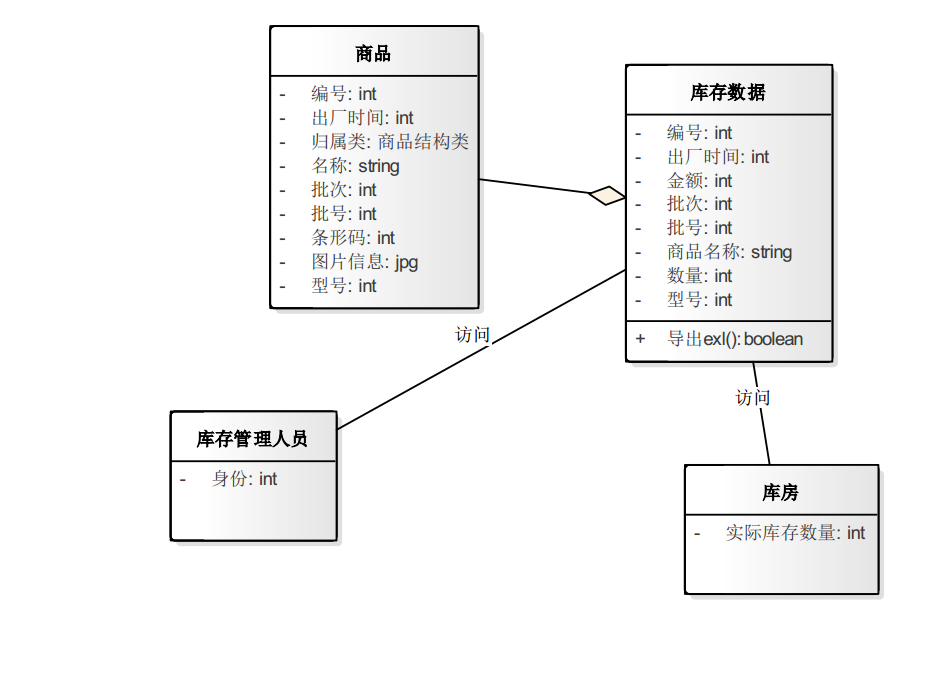 商品
- 编号: int
- 出厂时间: int
- 归属类: 商品结构类
- 名称: string
- 批次: int
- 批号: int
- 条形码: int
- 图片信息: jpg
- 型号: int
库存数据
- 编号: int
- 出厂时间: int
- 金额: int
- 批次: int
- 批号: int
- 商品名称: string
- 数量: int
- 型号: int
+ 导出exl(): boolean
访问
访问
库存管理人员
- 身份: int
库房
- 实际库存数量: int